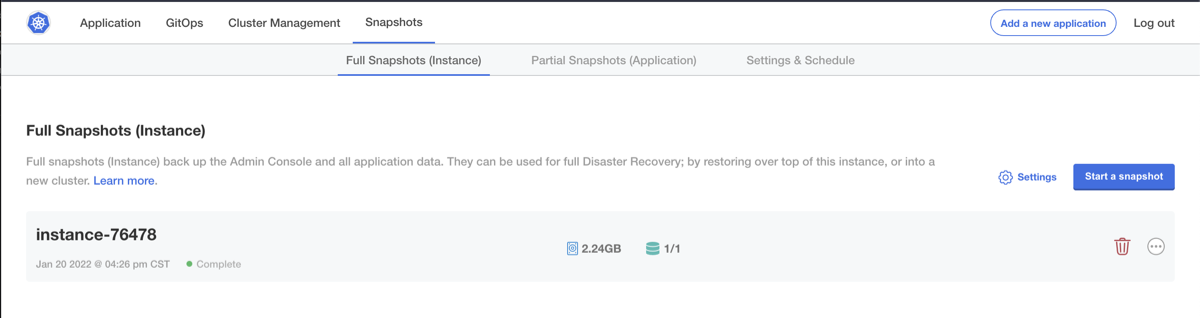 Application GitOps Cluster Management Snapshots Add a new application Log out
Full Snapshots (Instance) Partial Snapshots (Application) Settings & Schedule
Full Snapshots (Instance)
Full snapshots (Instance) back up the Admin Console and all application data. They can be used for full Disaster Recovery; by restoring over top of this instance, or into a
new cluster. Learn more.
Settings Start a snapshot
instance-76478
2.24GB 1/1
Jan 20 2022 @ 04:26 pm CST Complete